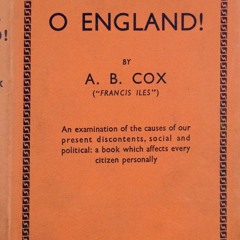 O ENGLAND!
BY
A. B. COX
("FRANCIS ILES")
An examination of the causes of our
present discontents, social and
political: a book which affects every
citizen personally